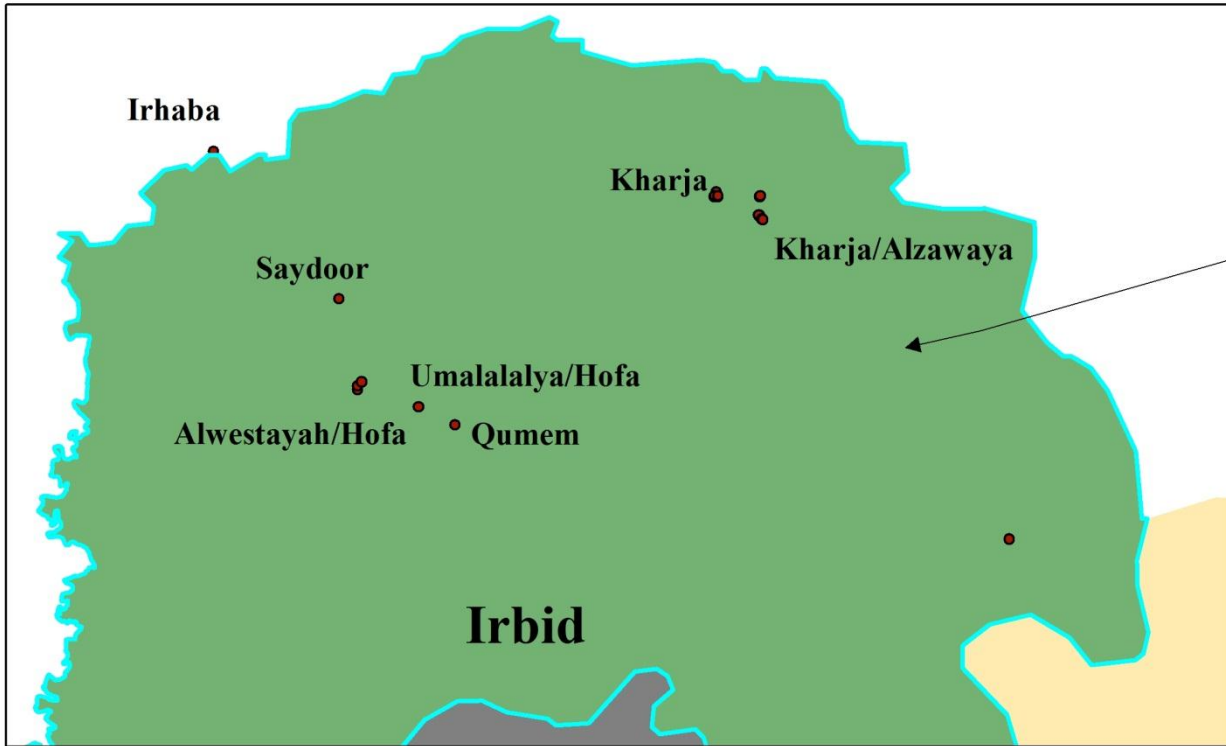 Irhaba
Kharja
Kharja/Alzawaya
Saydoor
Umalalalya/Hofa
Alwestayah/Hofa
Qumem
Irbid